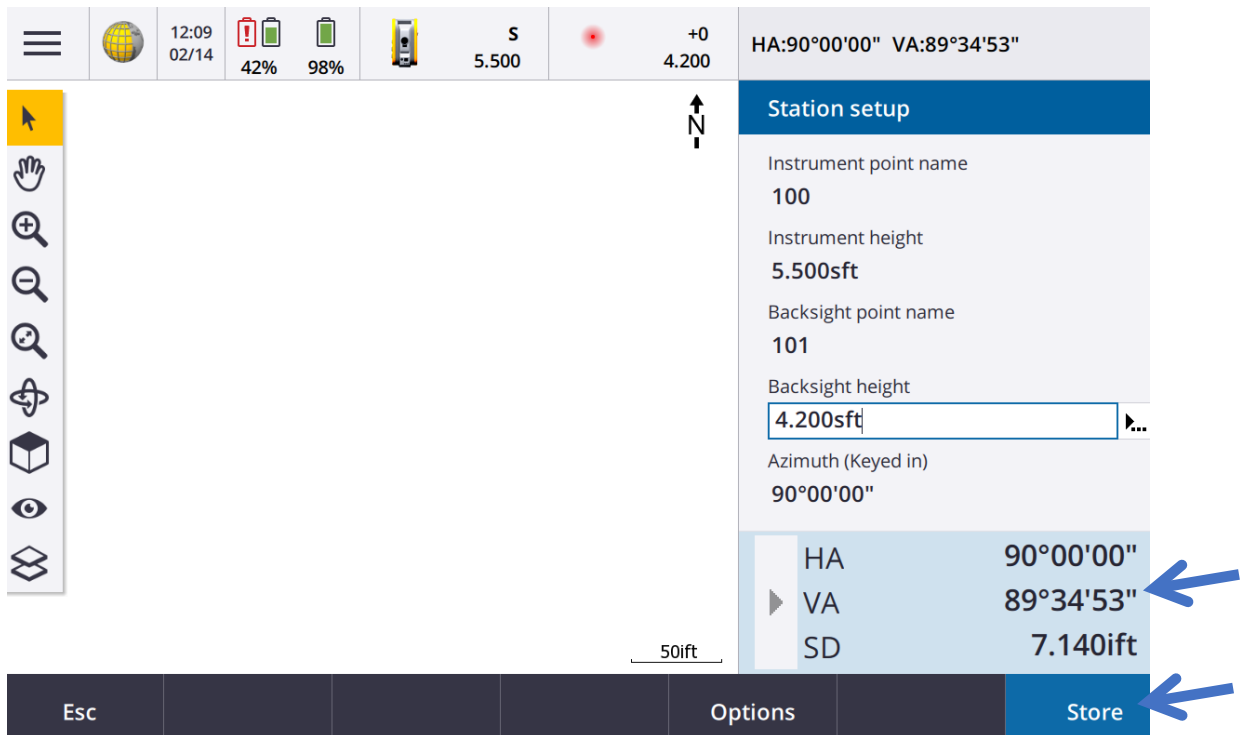 12:09
02/14
42%
98%
S
5.500
+0
4.200
HA:90°00'00" VA:89°34'53"
N
Station setup
Instrument point name
100
Instrument height
5.500sft
Backsight point name
101
Backsight height
4.200sft
Azimuth (Keyed in)
90°00'00"
HA 90°00'00"
VA 89°34'53"
SD 7.140ift
50ift
Esc Options Store